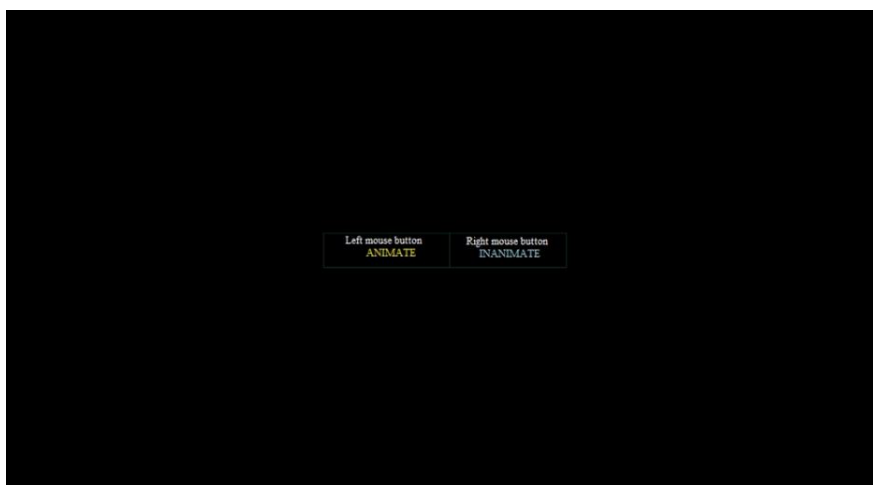 Left mouse button
ANIMATE
Right mouse button
INANIMATE